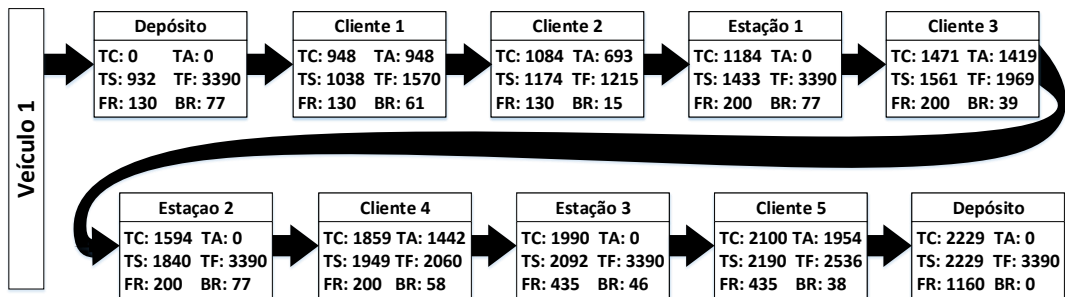 Veículo 1
Depósito
TC: 0 TA: 0
TS: 932 TF: 3390
FR: 130 BR: 77
Cliente 1
TC: 948 TA: 948
TS: 1038 TF: 1570
FR: 130 BR: 61
Cliente 2
TC: 1084 TA: 693
TS: 1174 TF: 1215
FR: 130 BR: 15
Estação 1
TC: 1184 TA: 0
TS: 1433 TF: 3390
FR: 200 BR: 77
Cliente 3
TC: 1471 TA: 1419
TS: 1561 TF: 1969
FR: 200 BR: 39
Estaçao 2
TC: 1594 TA: 0
TS: 1840 TF: 3390
FR: 200 BR: 77
Cliente 4
TC: 1859 TA: 1442
TS: 1949 TF: 2060
FR: 200 BR: 58
Estação 3
TC: 1990 TA: 0
TS: 2092 TF: 3390
FR: 435 BR: 46
Cliente 5
TC: 2100 TA: 1954
TS: 2190 TF: 2536
FR: 435 BR: 38
Depósito
TC: 2229 TA: 0
TS: 2229 TF: 3390
FR: 1160 BR: 0